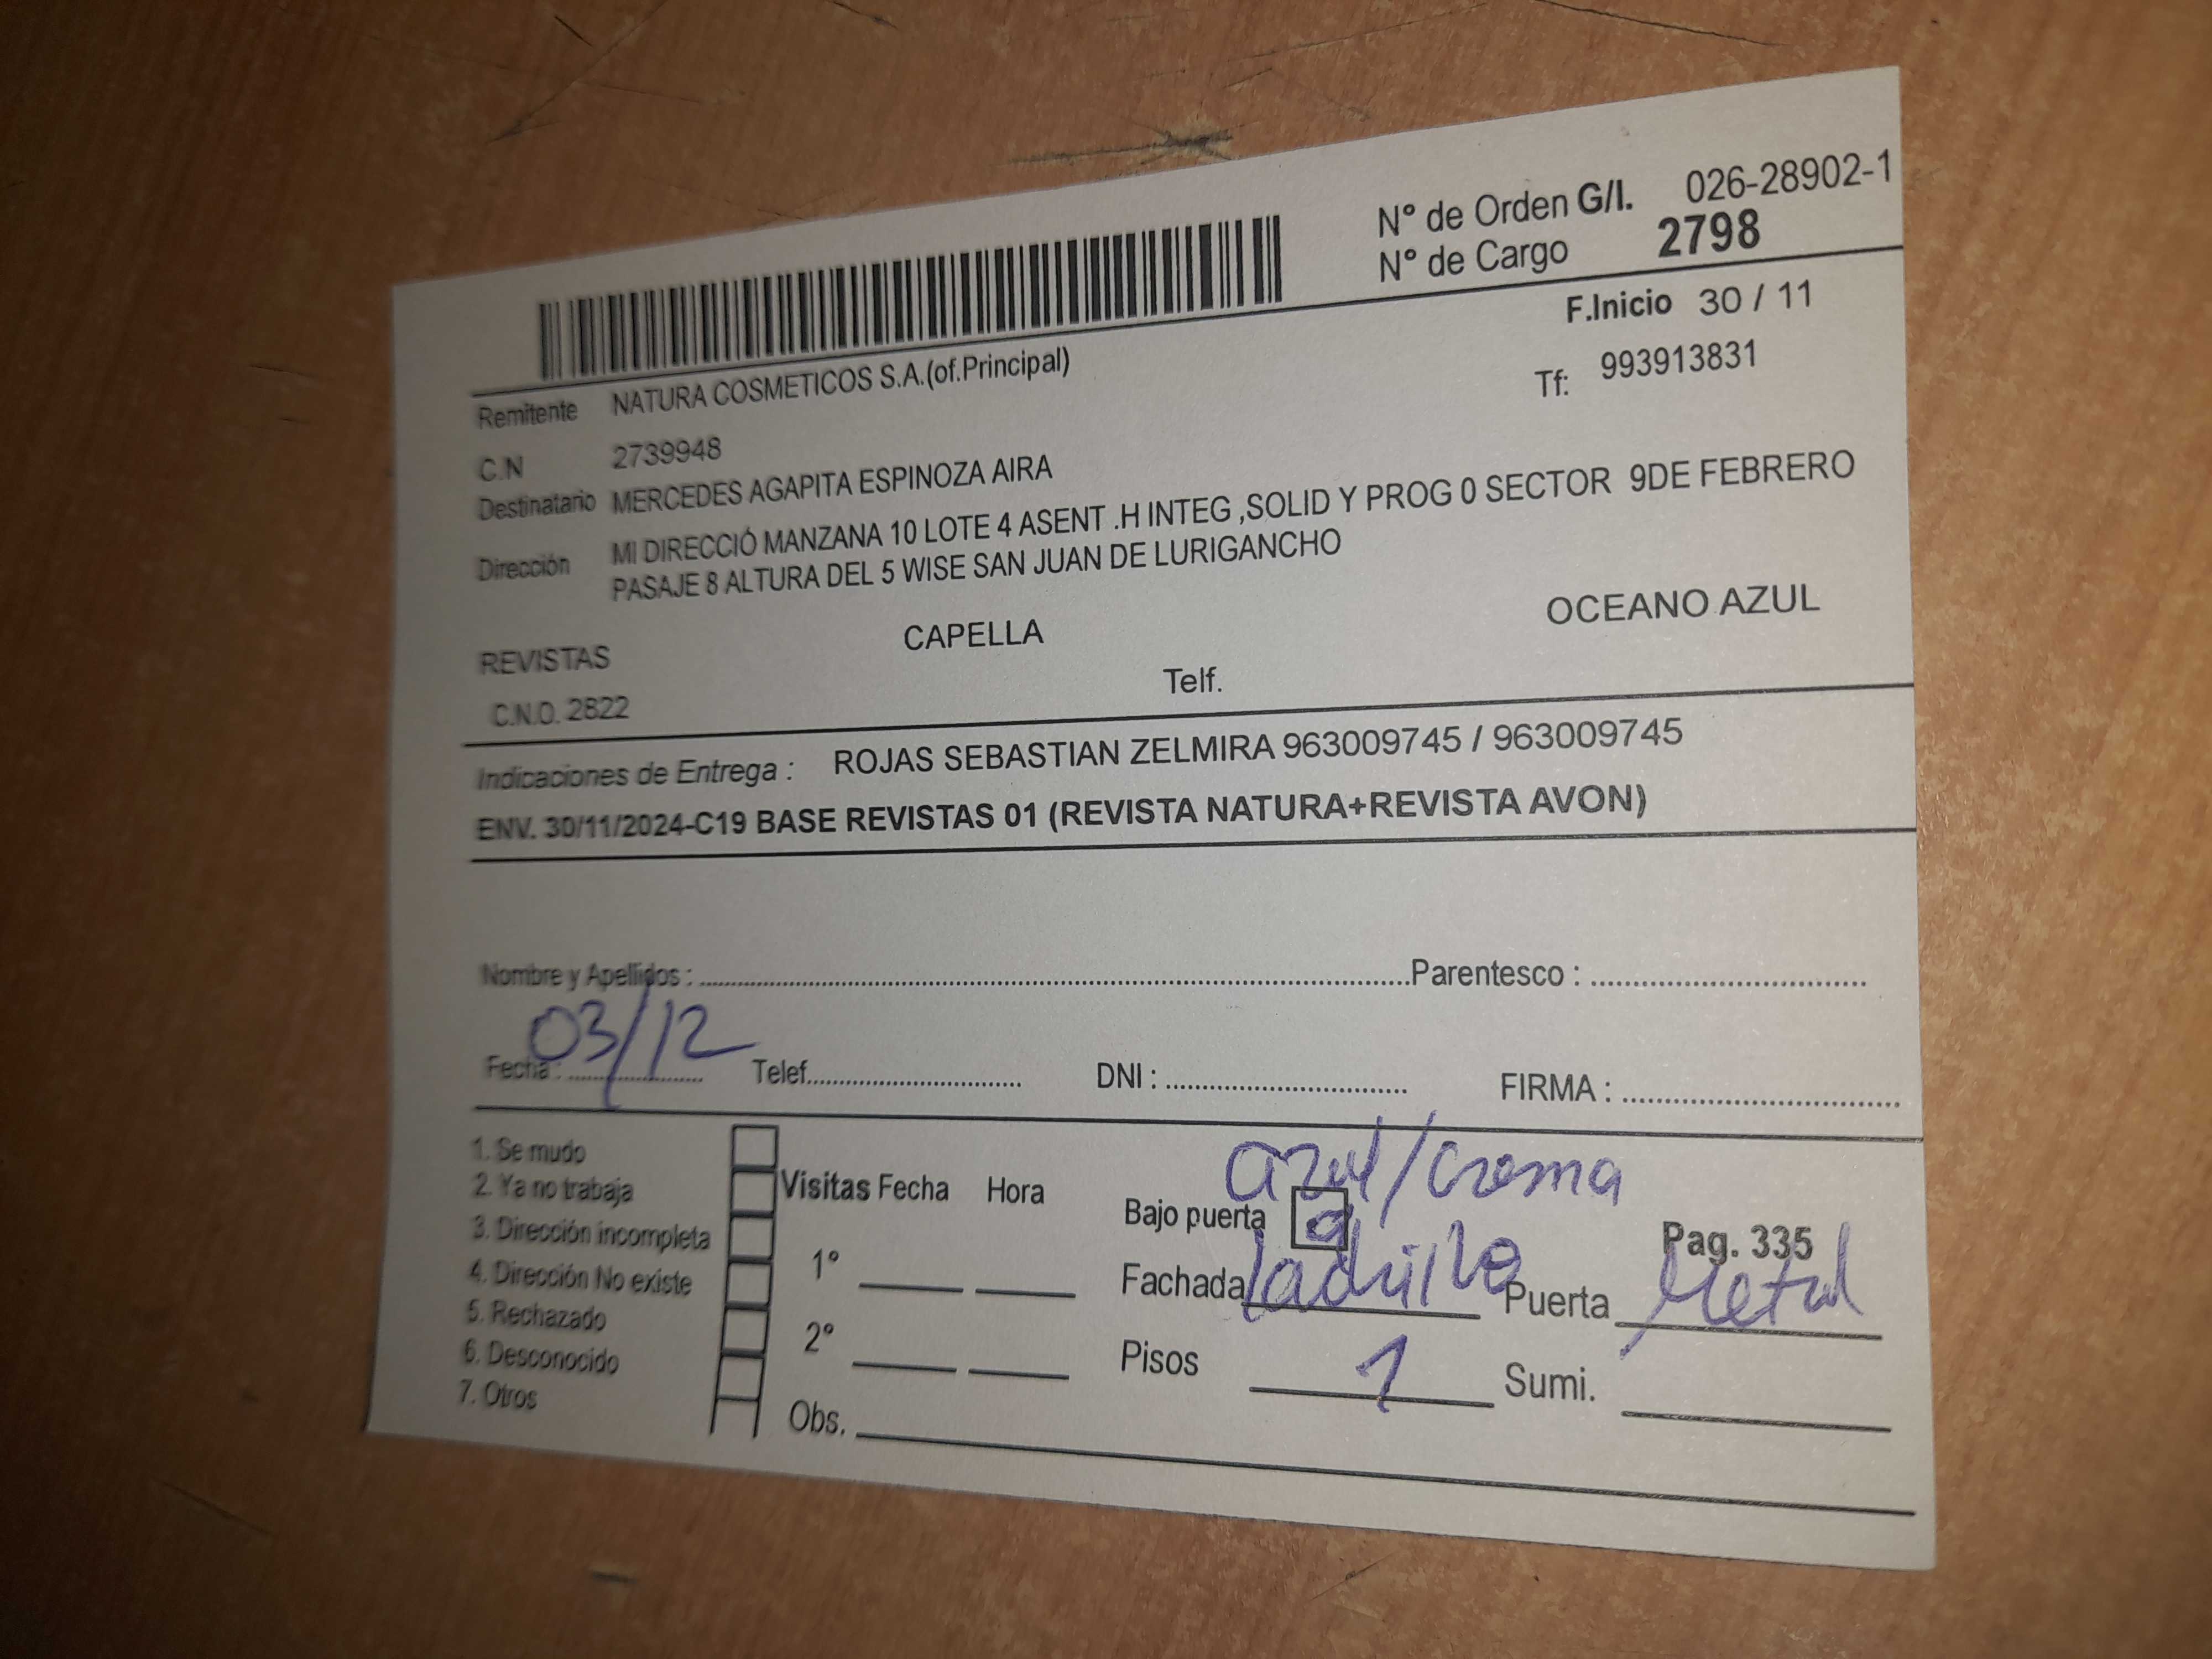 N° de Orden G/I. 026-28902-1
N° de Cargo 2798
F.Inicio 30 / 11
Remitente NATURA COSMETICOS S.A.(of.Principal)
Tf: 993913831
C.N 2739948
Destinatario MERCEDES AGAPITA ESPINOZA AIRA
Dirección MI DIRECCIÓ MANZANA 10 LOTE 4 ASENT .H INTEG ,SOLID Y PROG 0 SECTOR 9DE FEBRERO
PASAJE 8 ALTURA DEL 5 WISE SAN JUAN DE LURIGANCHO
REVISTAS CAPELLA OCEANO AZUL
C.N.O. 2822 Telf.
Indicaciones de Entrega : ROJAS SEBASTIAN ZELMIRA 963009745 / 963009745
ENV. 30/11/2024-C19 BASE REVISTAS 01 (REVISTA NATURA+REVISTA AVON)
Nombre y Apellidos : Parentesco :
Fecha : 03/12 Telef. DNI : FIRMA :
1. Se mudo
2. Ya no trabaja
3. Dirección incompleta
4. Dirección No existe
5. Rechazado
6. Desconocido
7. Otros
Visitas Fecha Hora
1°
2°
Obs.
azul/crema
Bajo puerta
Pag. 335
Fachada ladrillo Puerta Metal
Pisos 1 Sumi.